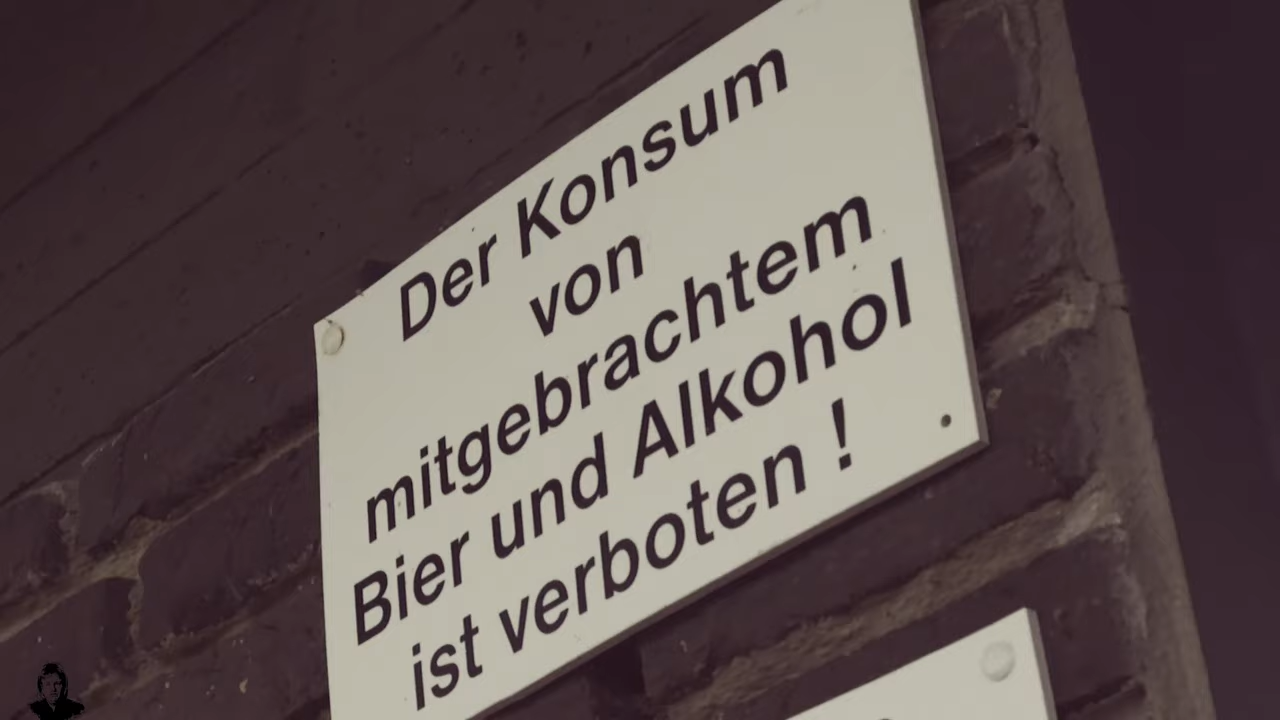 Der Konsum
von
mitgebrachtem
Bier und Alkohol
ist verboten !